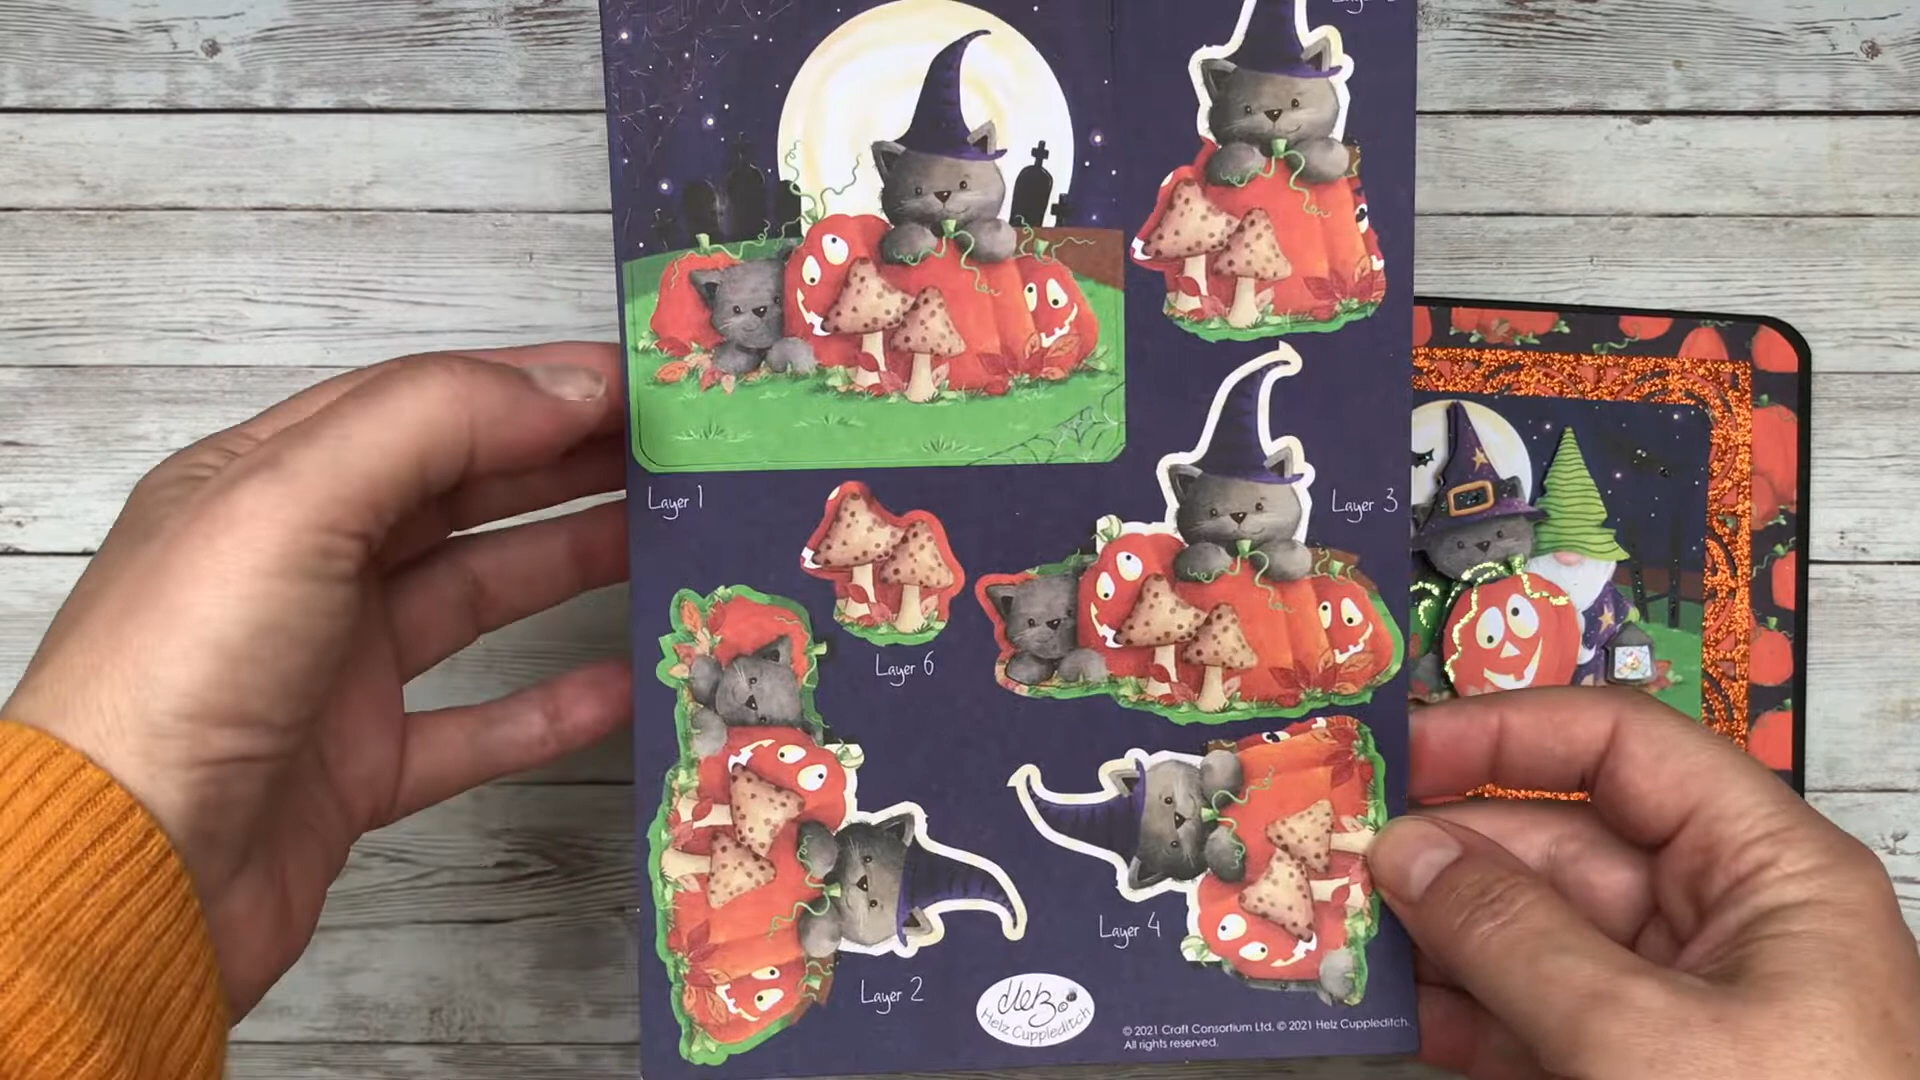 Layer 1
Layer 3
Layer 6
Layer 4
Layer 2
Helz
Helz Cuppleditch
© 2021 Craft Consortium Ltd. © 2021 Helz Cuppleditch.
All rights reserved.